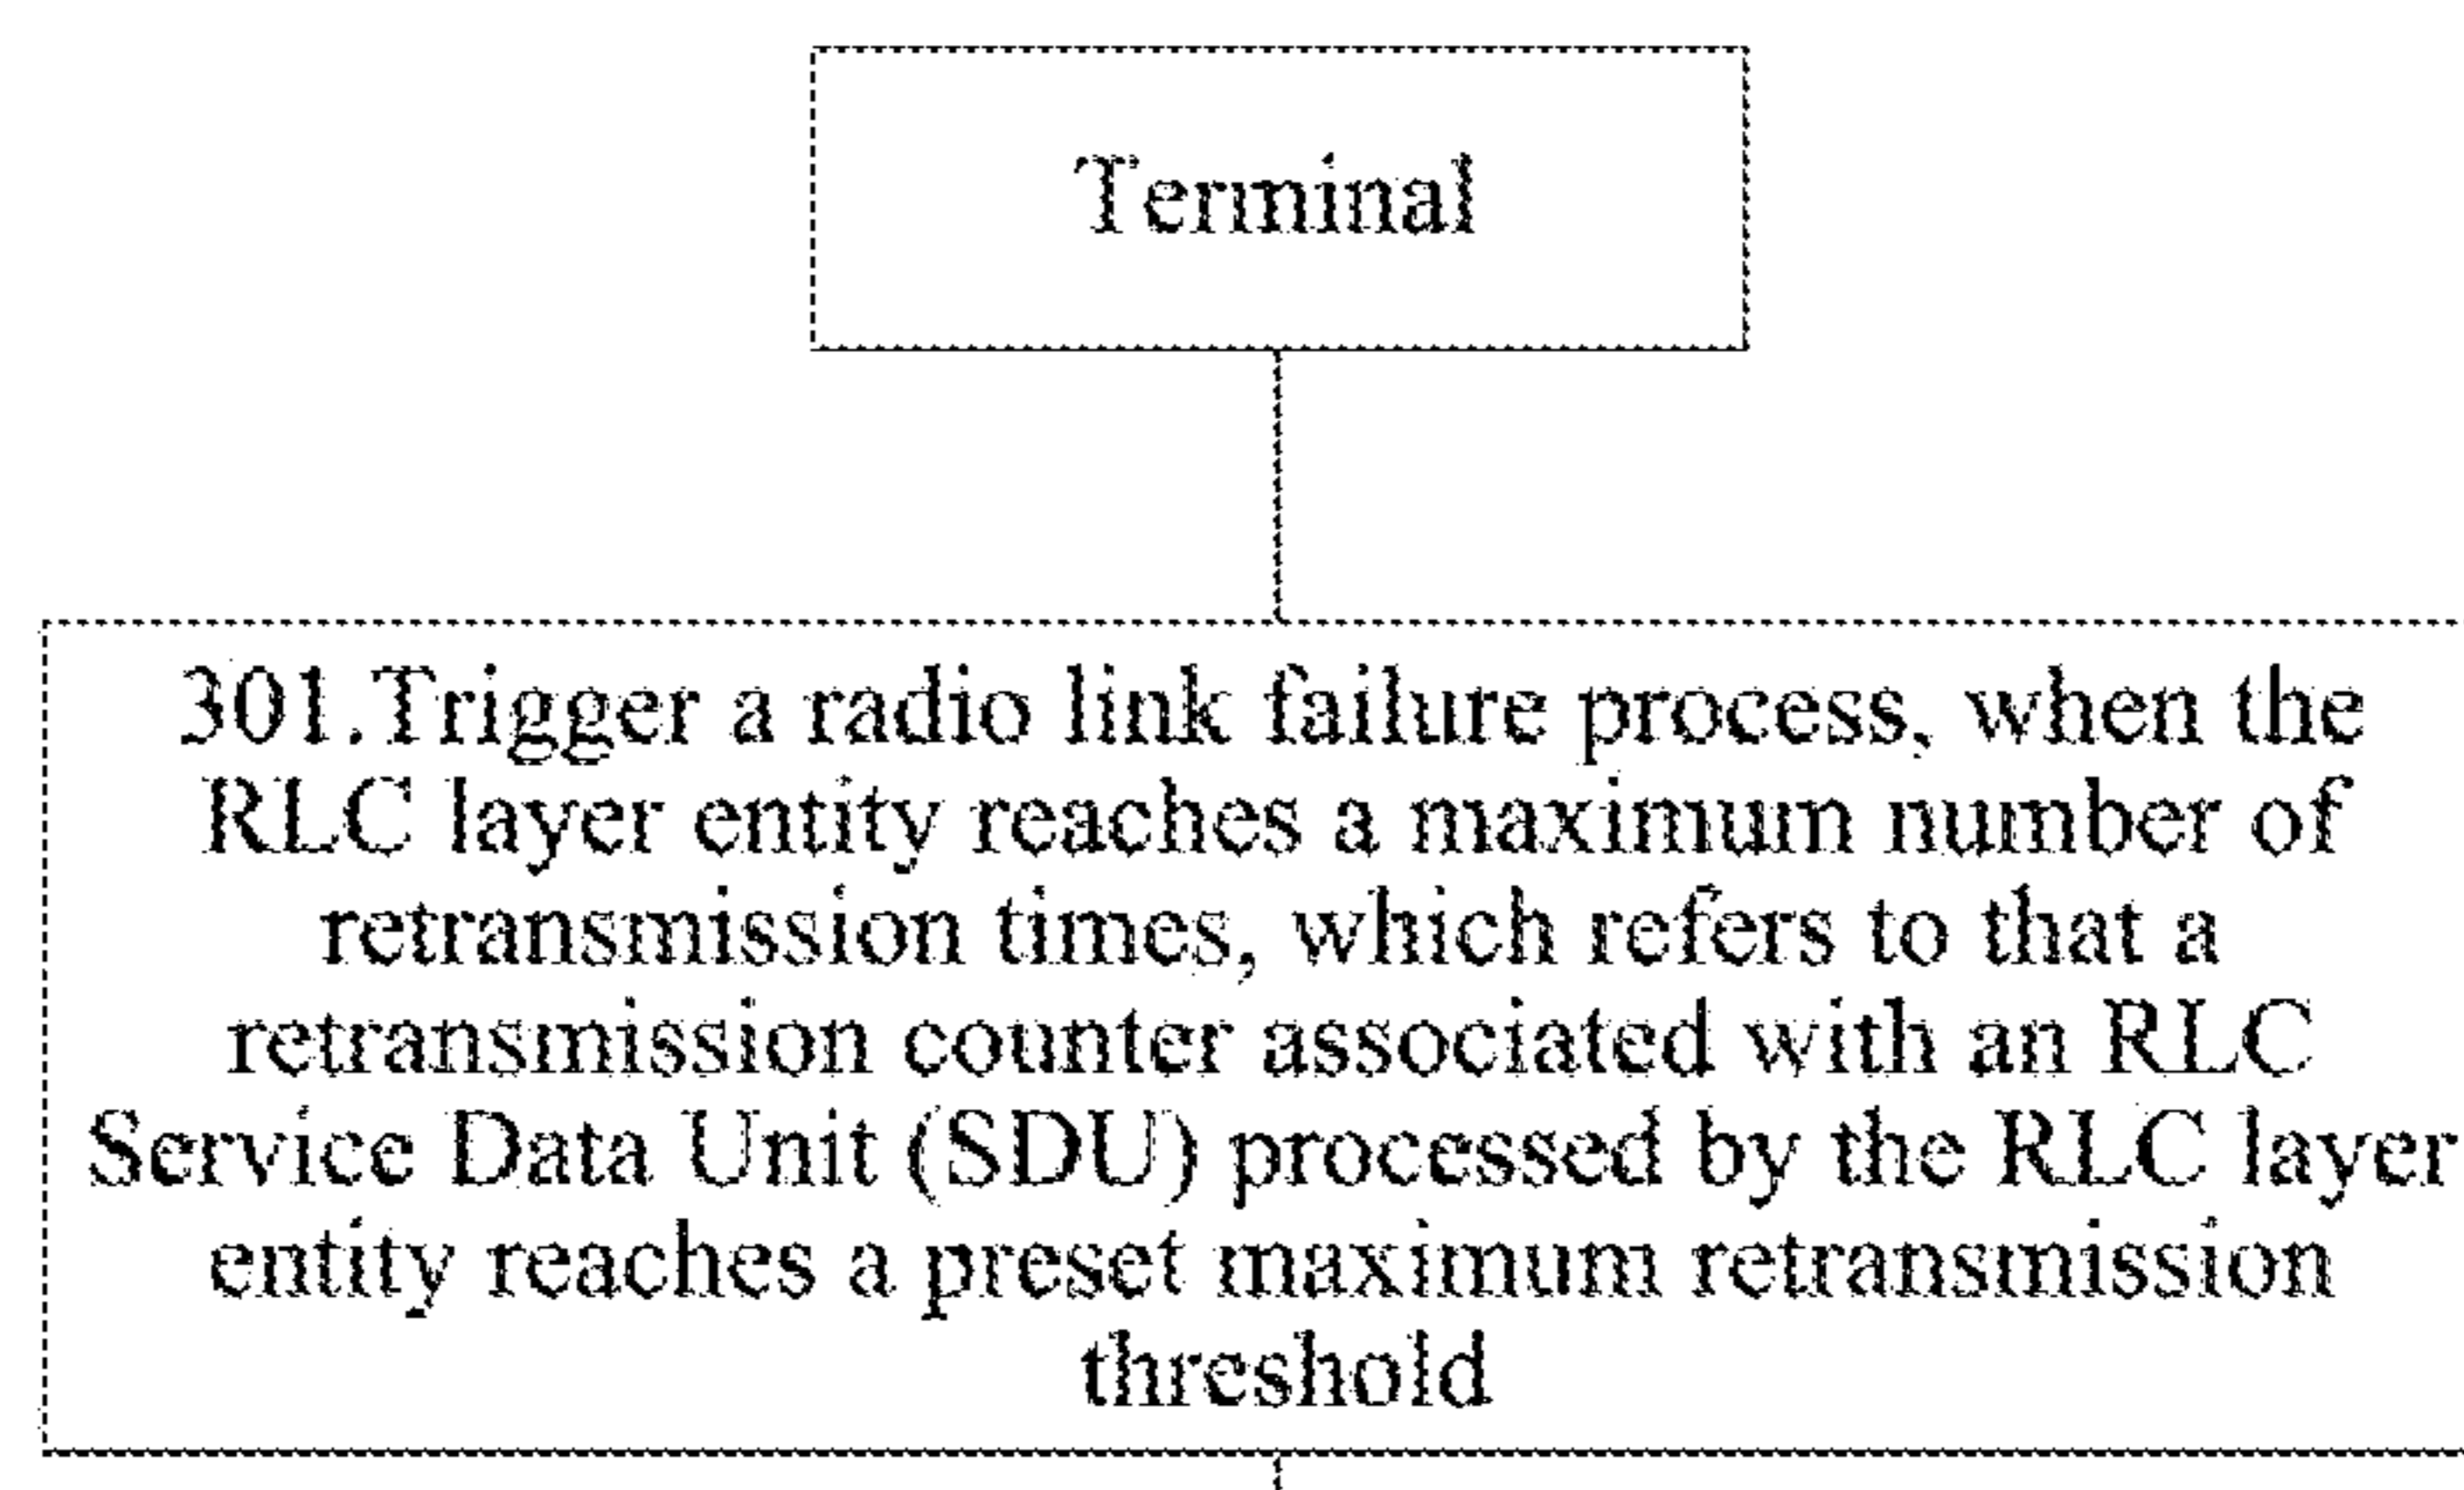 Terminal
301.Trigger a radio link failure process, when the
RLC layer entity reaches a maximum number of
retransmission times, which refers to that a
retransmission counter associated with an RLC
Service Data Unit (SDU) processed by the RLC layer
entity reaches a preset maximum retransmission
threshold